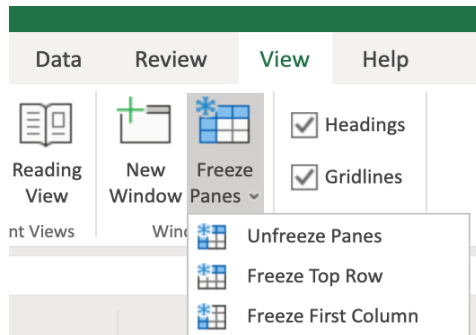 Data Review View Help
Reading View
New Window
Freeze Panes
Headings
Gridlines
nt Views
Wind
Unfreeze Panes
Freeze Top Row
Freeze First Column